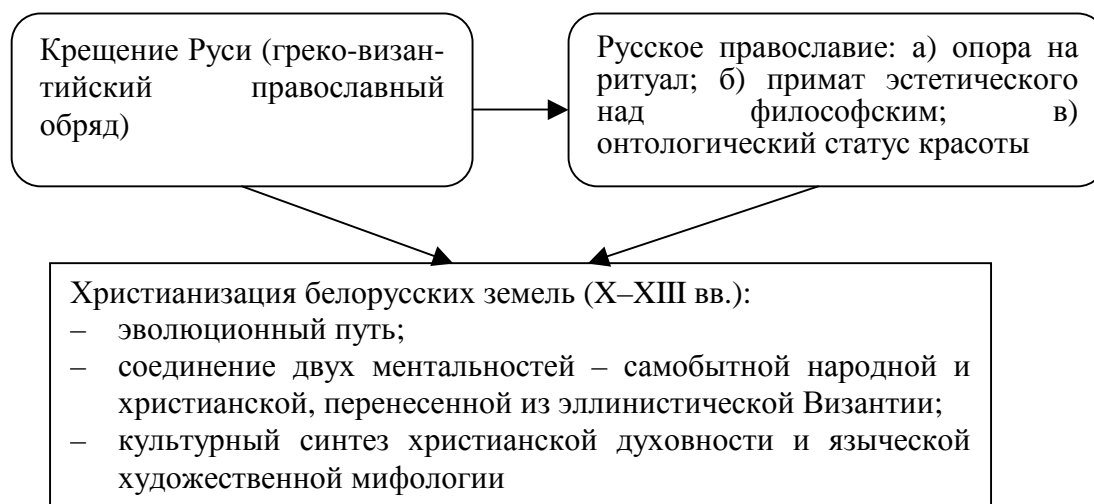 Крещение Руси (греко-визан-
тийский православный
обряд)
Русское православие: а) опора на
ритуал; б) примат эстетического
над философским; в)
онтологический статус красоты
Христианизация белорусских земель (X–XIII вв.):
– эволюционный путь;
– соединение двух ментальностей – самобытной народной и
христианской, перенесенной из эллинистической Византии;
– культурный синтез христианской духовности и языческой
художественной мифологии